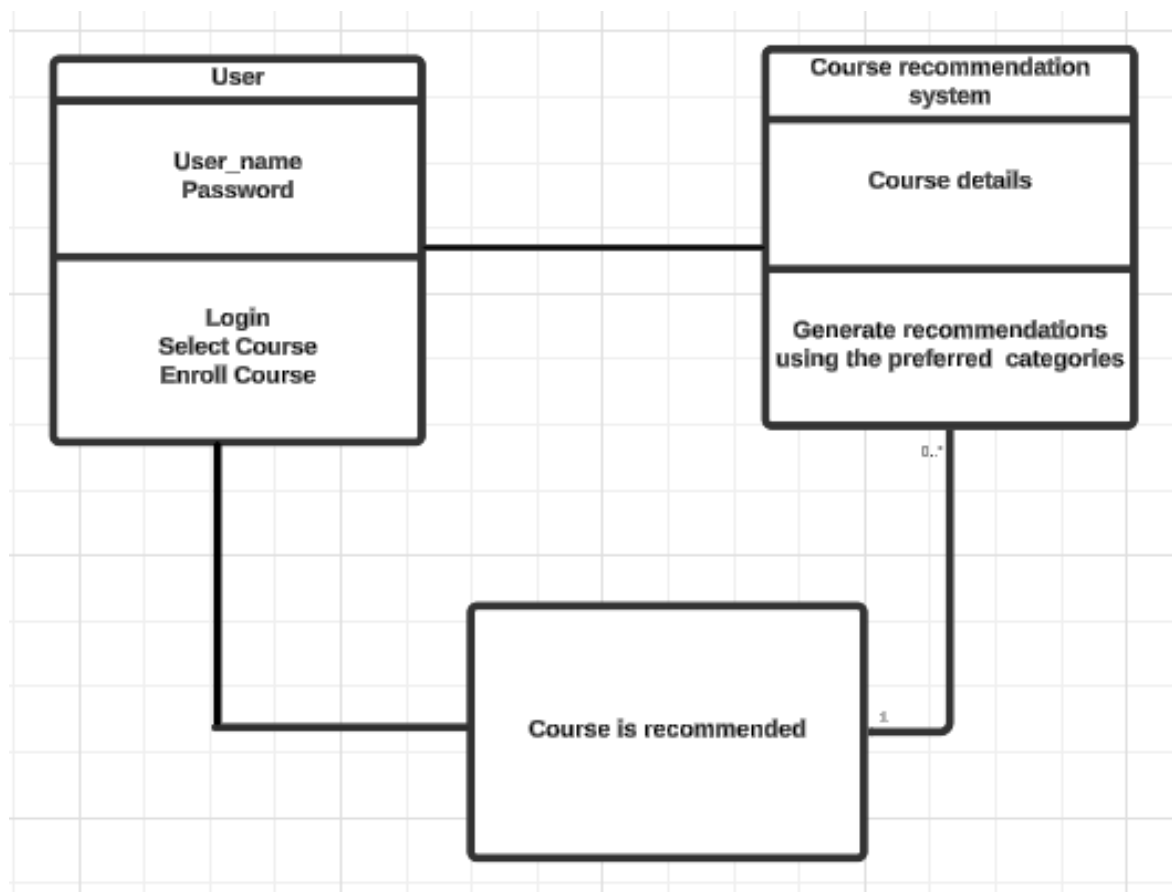 User
User_name
Password
Login
Select Course
Enroll Course
Course recommendation
system
Course details
Generate recommendations
using the preferred categories
0..*
1
Course is recommended